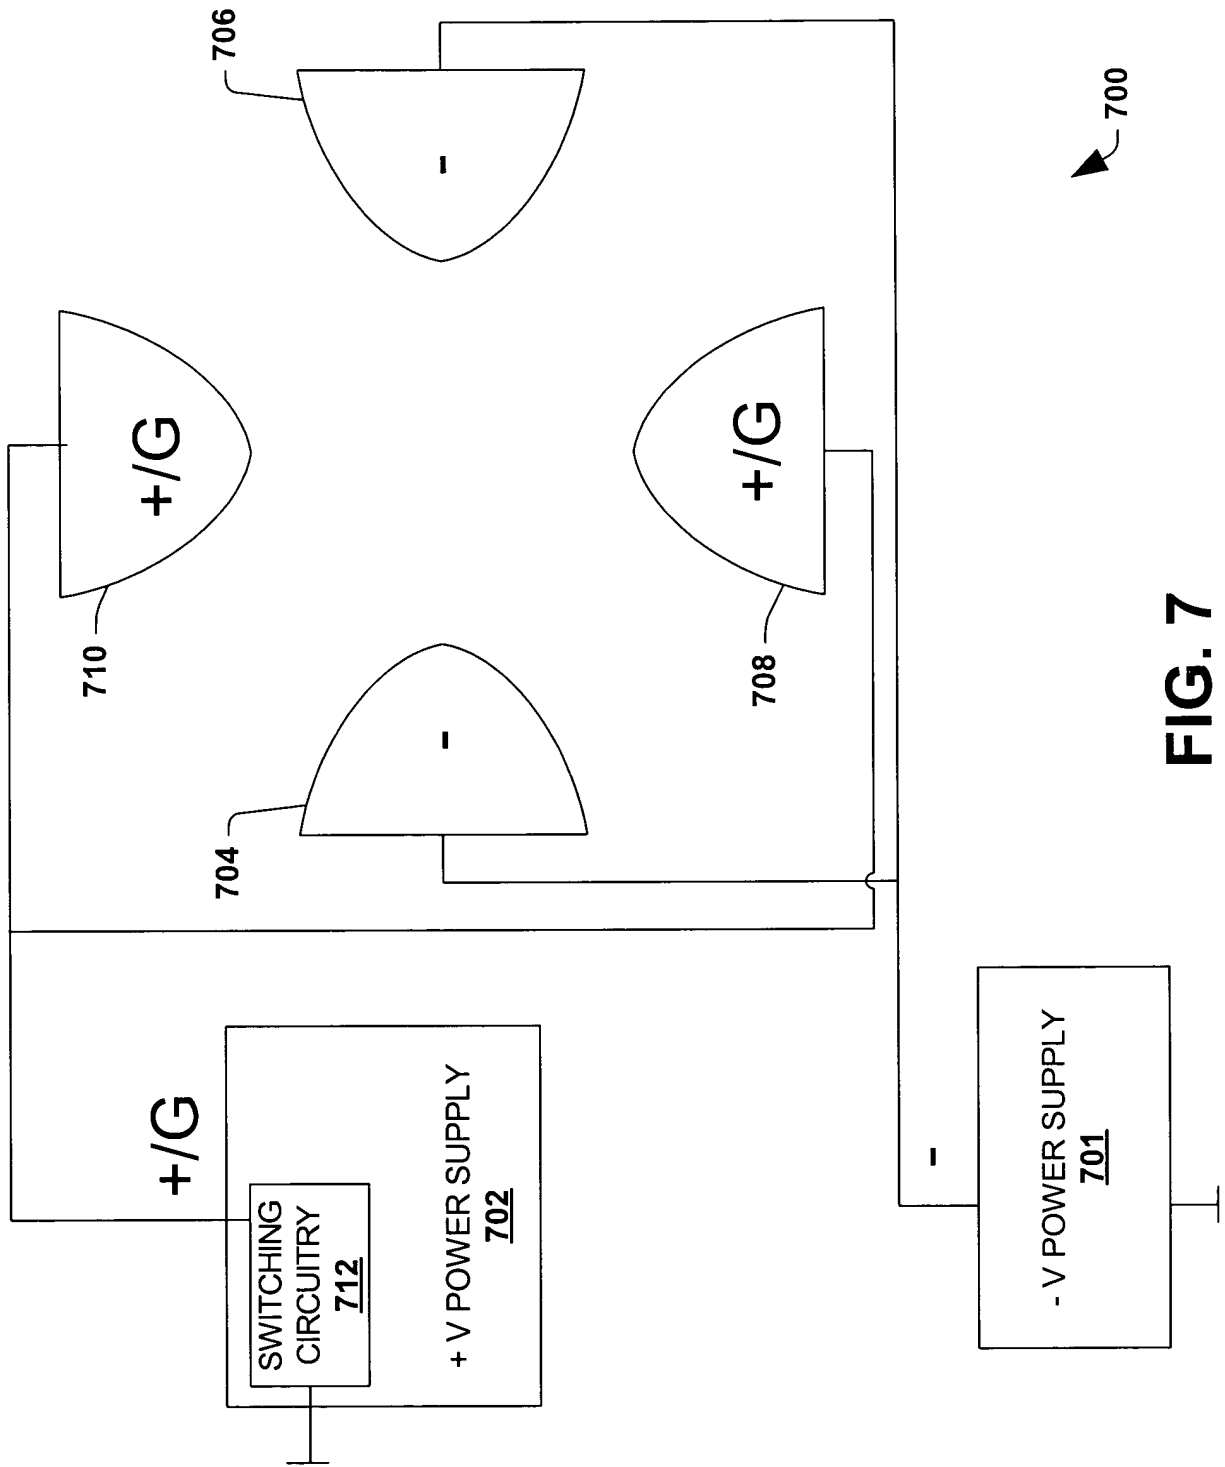 706
700
-
+/G
+/G
710
-
708
704
FIG. 7
+/G
SWITCHING
CIRCUITRY
712
+ V POWER SUPPLY
702
-
- V POWER SUPPLY
701